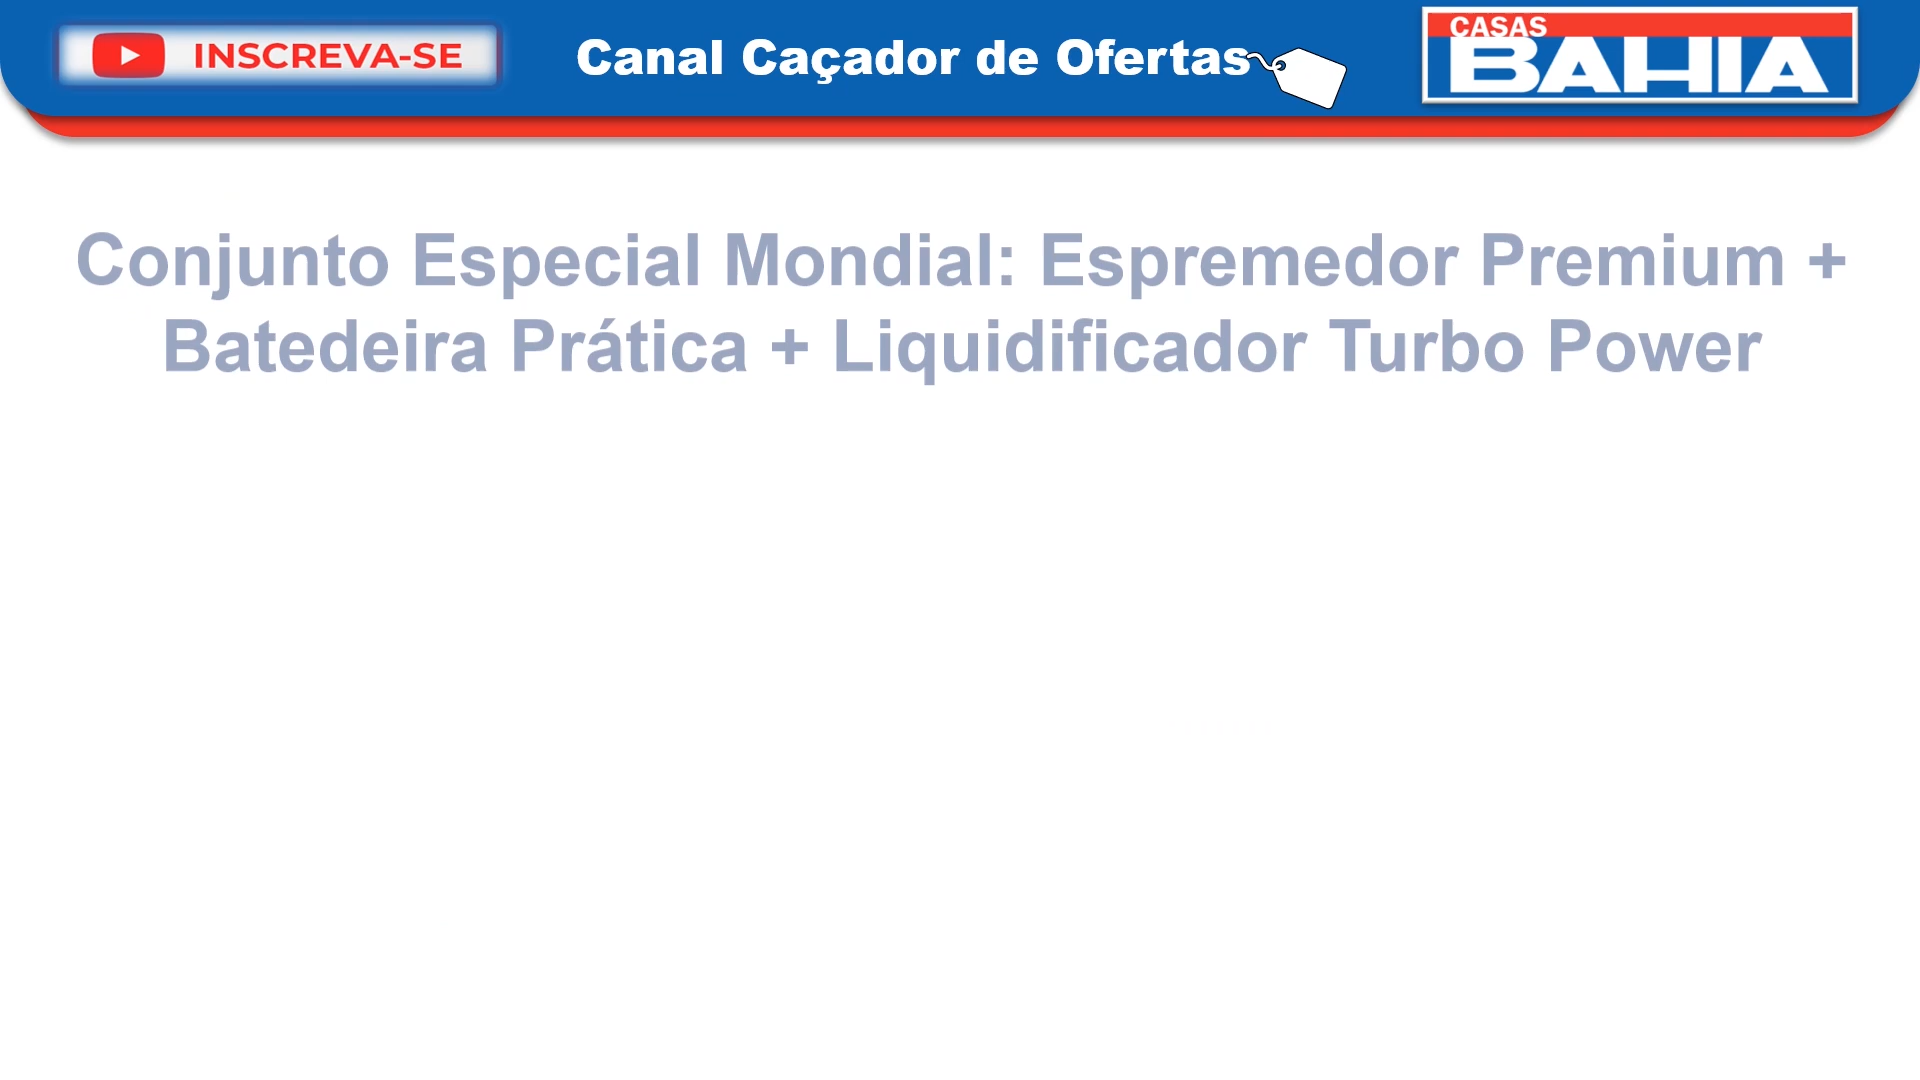 INSCREVA-SE
Canal Caçador de Ofertas
CASAS
BAHIA
Conjunto Especial Mondial: Espremedor Premium +
Batedeira Prática + Liquidificador Turbo Power